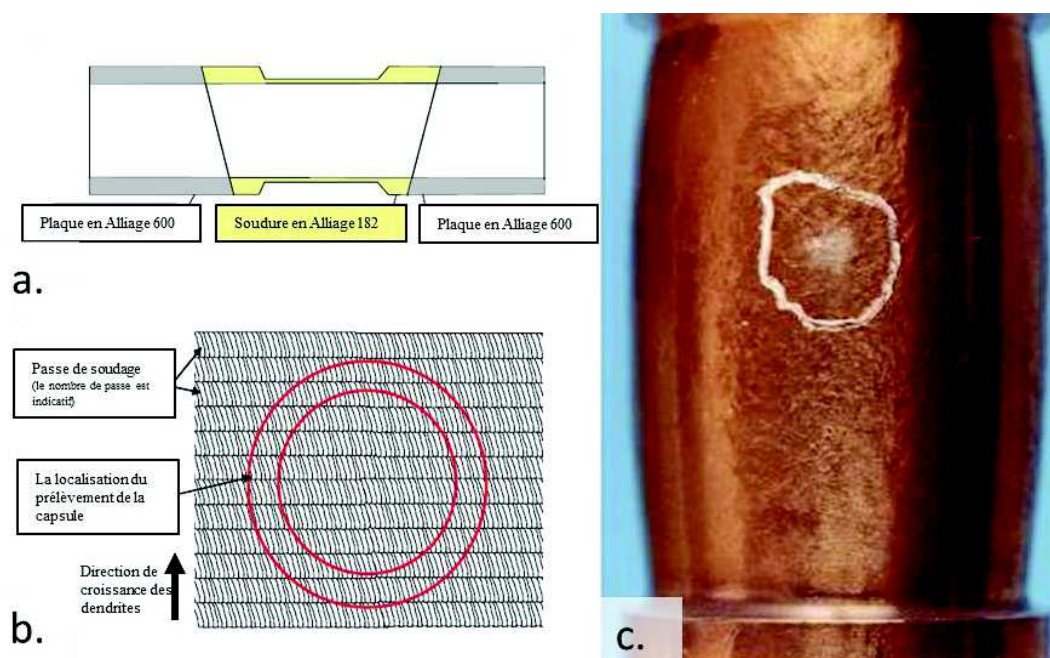 Plaque en Alliage 600
Soudure en Alliage 182
Plaque en Alliage 600
a.
Passe de soudage
(le nombre de passe est
indicatif)
La localisation du
prélèvement de la
capsule
Direction de
croissance des
dendrites
b.
c.